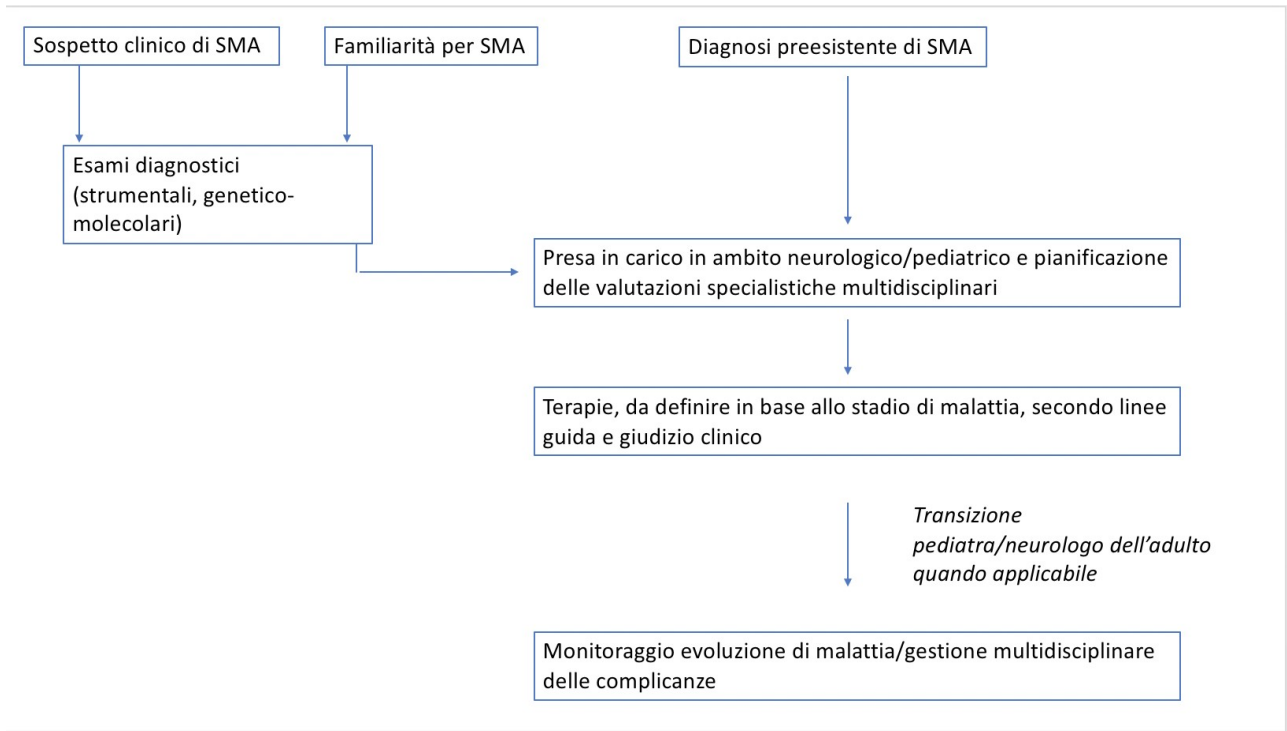 Sospetto clinico di SMA
Familiarità per SMA
Diagnosi preesistente di SMA
Esami diagnostici
(strumentali, genetico-
molecolari)
Presa in carico in ambito neurologico/pediatrico e pianificazione
delle valutazioni specialistiche multidisciplinari
Terapie, da definire in base allo stadio di malattia, secondo linee
guida e giudizio clinico
Transizione
pediatra/neurologo dell’adulto
quando applicabile
Monitoraggio evoluzione di malattia/gestione multidisciplinare
delle complicanze